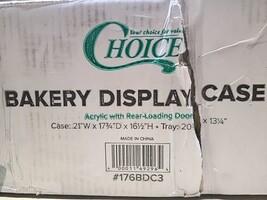 Your choice for value
CHOICE
BAKERY DISPLAY CASE
Acrylic with Rear-Loading Door
Case: 21"W x 17¾"D x 16½"H • Tray: 20 x 13¼"
MADE IN CHINA
#176BDC3